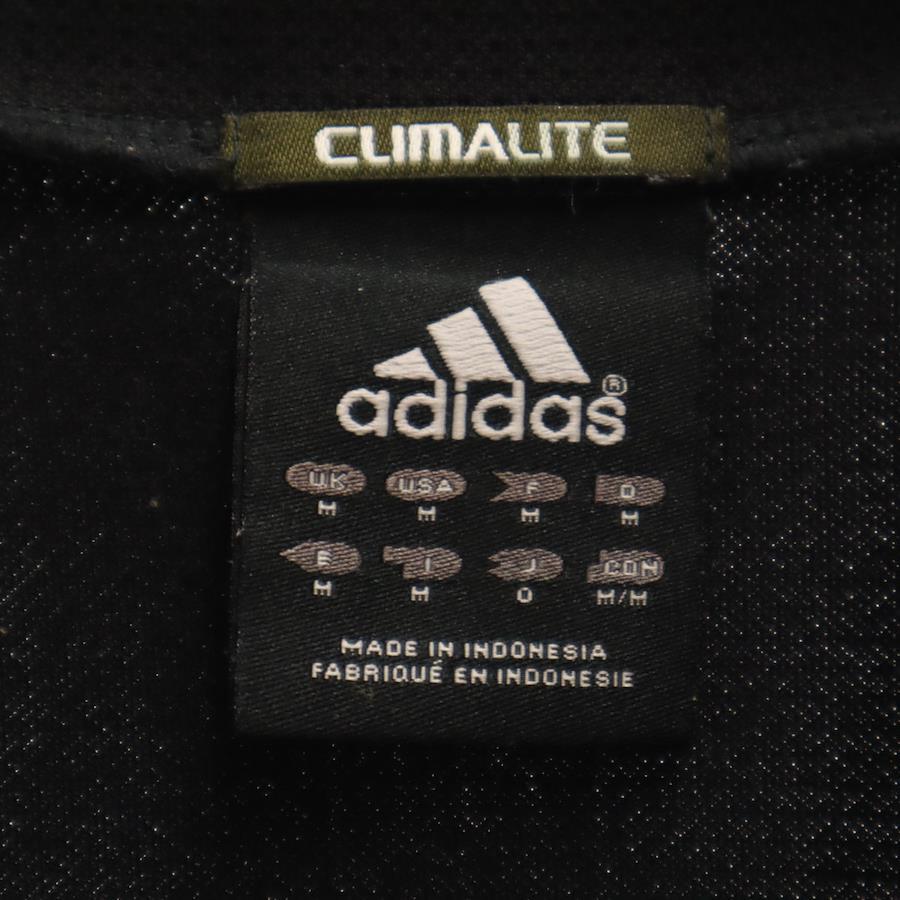 CLIMALITE
adidas®
UK USA F D
M M M M
E I J CDN
M M O M/M
MADE IN INDONESIA
FABRIQUÉ EN INDONESIE